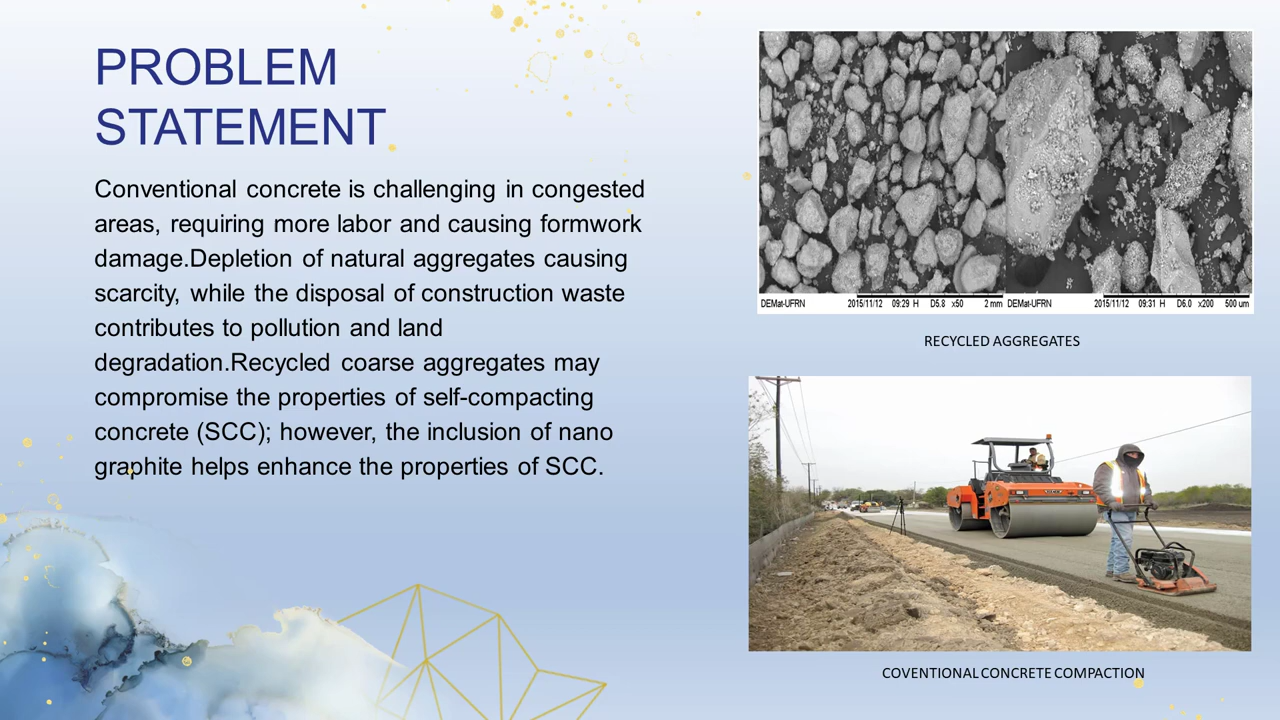 PROBLEM
STATEMENT
Conventional concrete is challenging in congested
areas, requiring more labor and causing formwork
damage.Depletion of natural aggregates causing
scarcity, while the disposal of construction waste
contributes to pollution and land
degradation.Recycled coarse aggregates may
compromise the properties of self-compacting
concrete (SCC); however, the inclusion of nano
graphite helps enhance the properties of SCC.
DEMat-UFRN 2015/11/12 09:29 H D5.8 x50 2 mm
DEMat-UFRN 2015/11/12 09:31 H D6.0 x200 500 um
RECYCLED AGGREGATES
COVENTIONAL CONCRETE COMPACTION